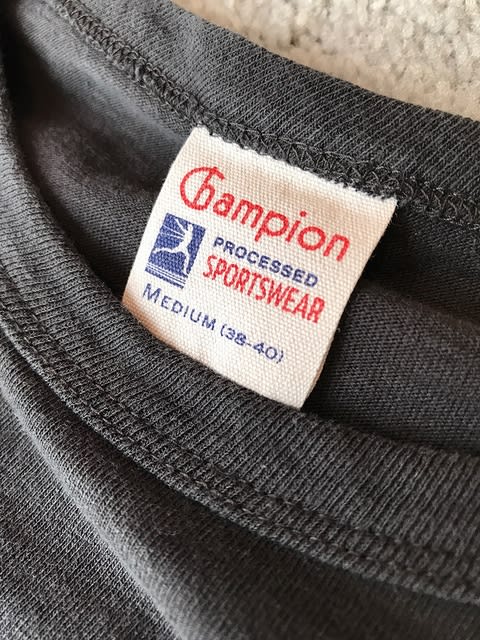 Champion
PROCESSED
SPORTSWEAR
MEDIUM (38-40)